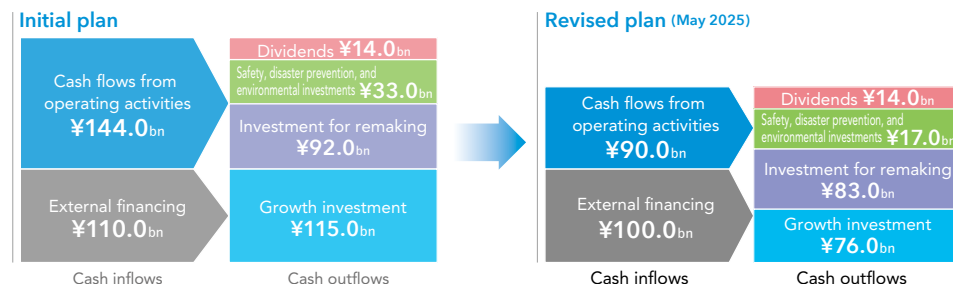 Initial plan
Cash flows from
operating activities
¥144.0bn
External financing
¥110.0bn
Cash inflows
Dividends ¥14.0bn
Safety, disaster prevention, and
environmental investments ¥33.0bn
Investment for remaking
¥92.0bn
Growth investment
¥115.0bn
Cash outflows
Revised plan (May 2025)
Cash flows from
operating activities
¥90.0bn
External financing
¥100.0bn
Cash inflows
Dividends ¥14.0bn
Safety, disaster prevention, and
environmental investments ¥17.0bn
Investment for remaking
¥83.0bn
Growth investment
¥76.0bn
Cash outflows